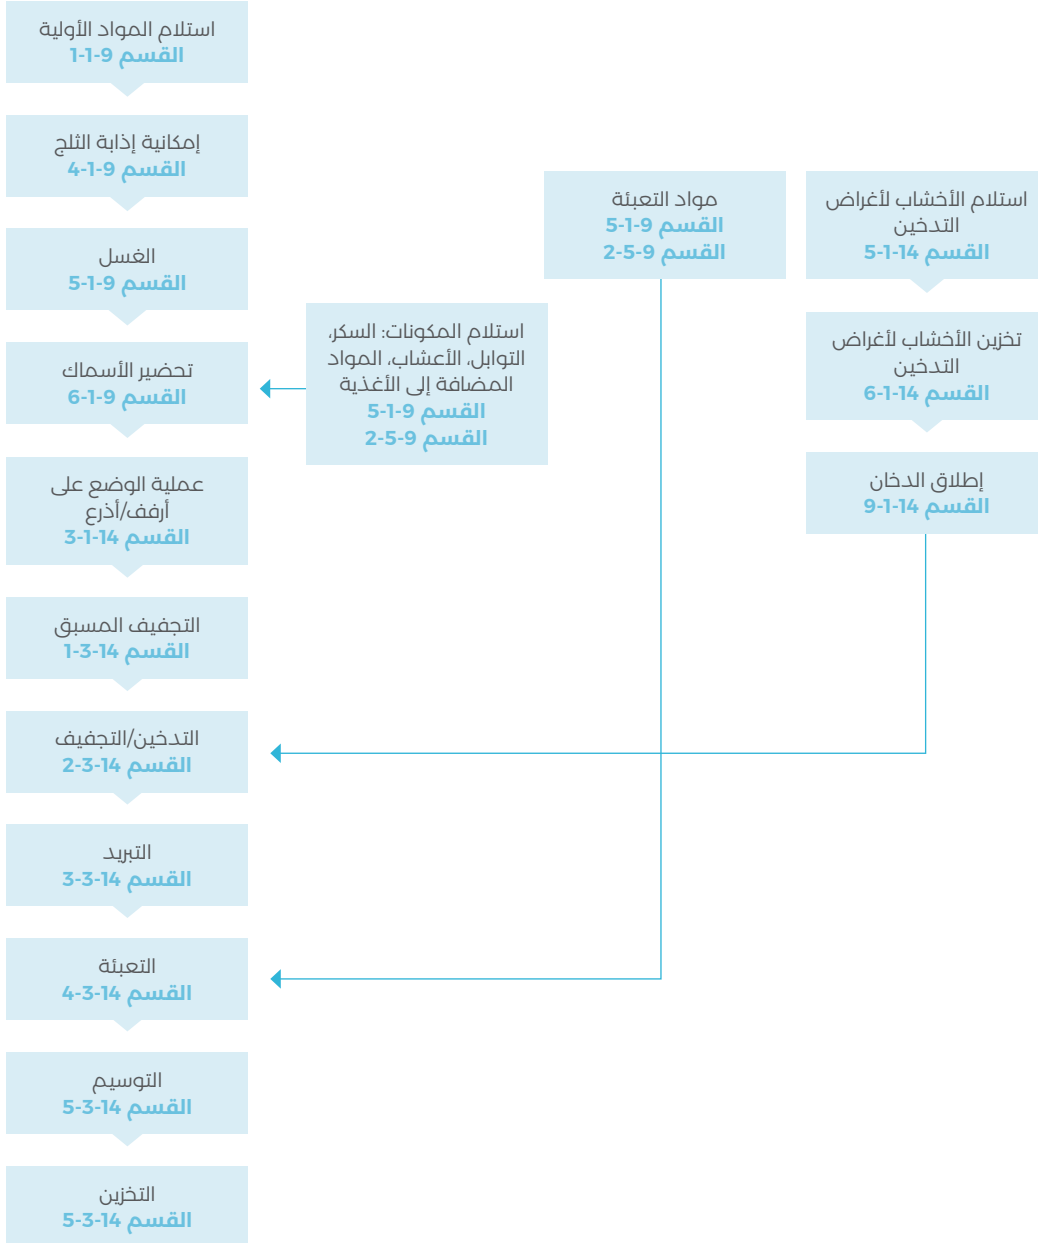 استلام المواد الأولية
القسم 9-1-1
إمكانية إذابة الثلج
القسم 9-1-4
الغسل
القسم 9-1-5
تحضير الأسماك
القسم 9-1-6
عملية الوضع على
أرفف/أذرع
القسم 14-1-3
التجفيف المسبق
القسم 14-3-1
التدخين/التجفيف
القسم 14-3-2
التبريد
القسم 14-3-3
التعبئة
القسم 14-3-4
التوسيم
القسم 14-3-5
التخزين
القسم 14-3-5
استلام المكونات: السكر،
التوابل، الأعشاب، المواد
المضافة إلى الأغذية
القسم 9-1-5
القسم 9-5-2
مواد التعبئة
القسم 9-1-5
القسم 9-5-2
استلام الأخشاب لأغراض
التدخين
القسم 14-1-5
تخزين الأخشاب لأغراض
التدخين
القسم 14-1-6
إطلاق الدخان
القسم 14-1-9